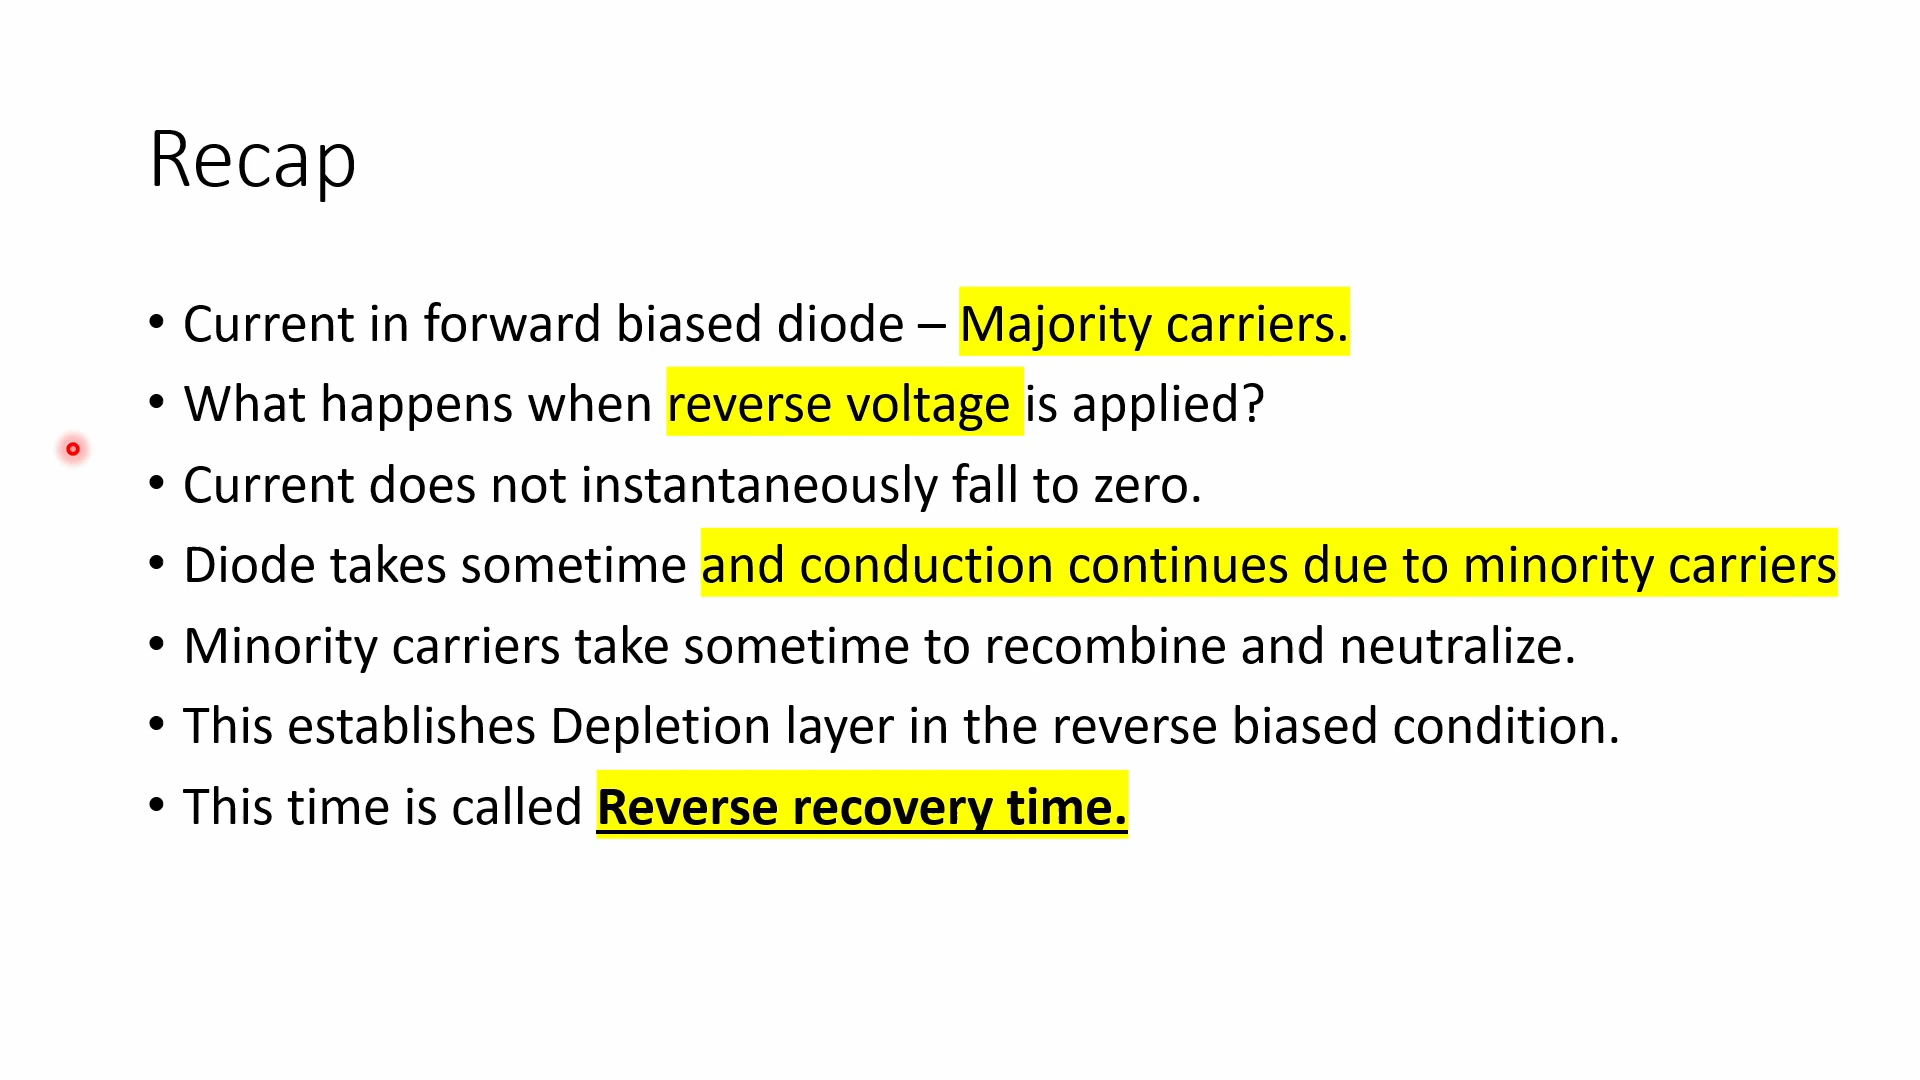 Recap
• Current in forward biased diode – Majority carriers.
• What happens when reverse voltage is applied?
• Current does not instantaneously fall to zero.
• Diode takes sometime and conduction continues due to minority carriers
• Minority carriers take sometime to recombine and neutralize.
• This establishes Depletion layer in the reverse biased condition.
• This time is called Reverse recovery time.